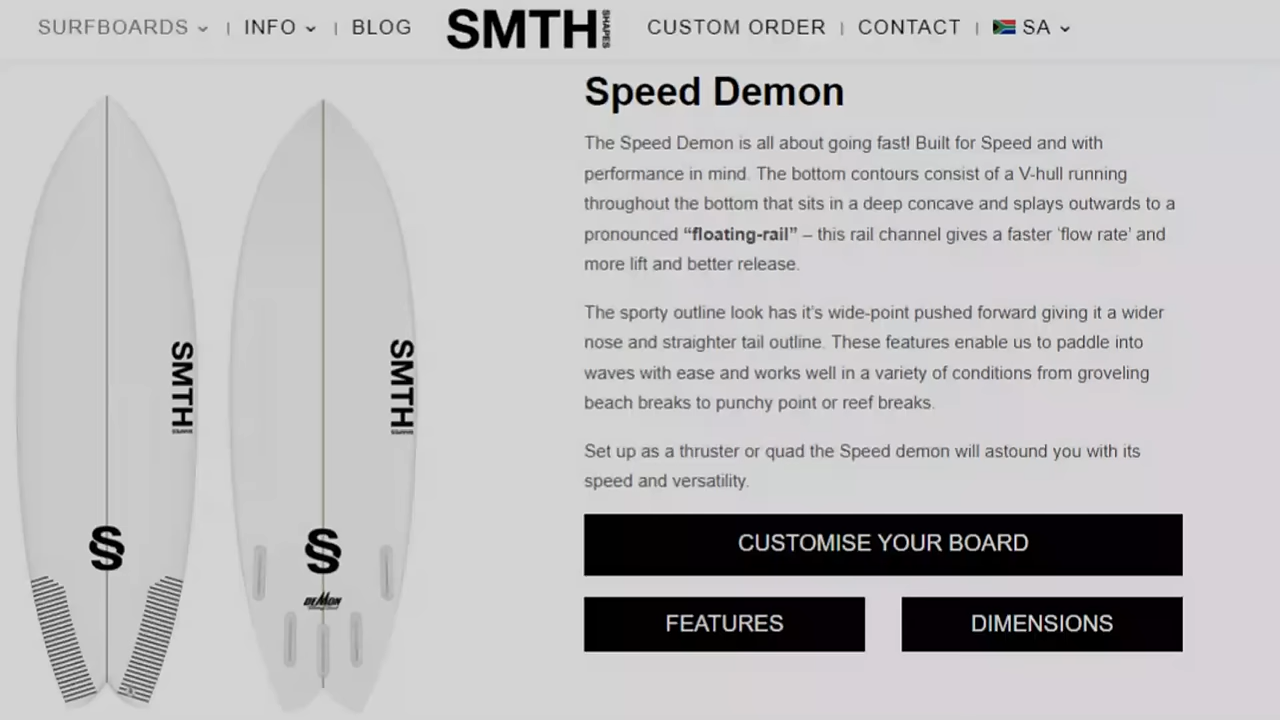 SURFBOARDS | INFO | BLOG SMTH SHAPES CUSTOM ORDER | CONTACT | SA
Speed Demon
The Speed Demon is all about going fast! Built for Speed and with
performance in mind. The bottom contours consist of a V-hull running
throughout the bottom that sits in a deep concave and splays outwards to a
pronounced “floating-rail” – this rail channel gives a faster ‘flow rate’ and
more lift and better release.
The sporty outline look has it’s wide-point pushed forward giving it a wider
nose and straighter tail outline. These features enable us to paddle into
waves with ease and works well in a variety of conditions from groveling
beach breaks to punchy point or reef breaks.
Set up as a thruster or quad the Speed demon will astound you with its
speed and versatility.
CUSTOMISE YOUR BOARD
FEATURES
DIMENSIONS
SMTH
SHAPES
SMTH
SHAPES
DEMON